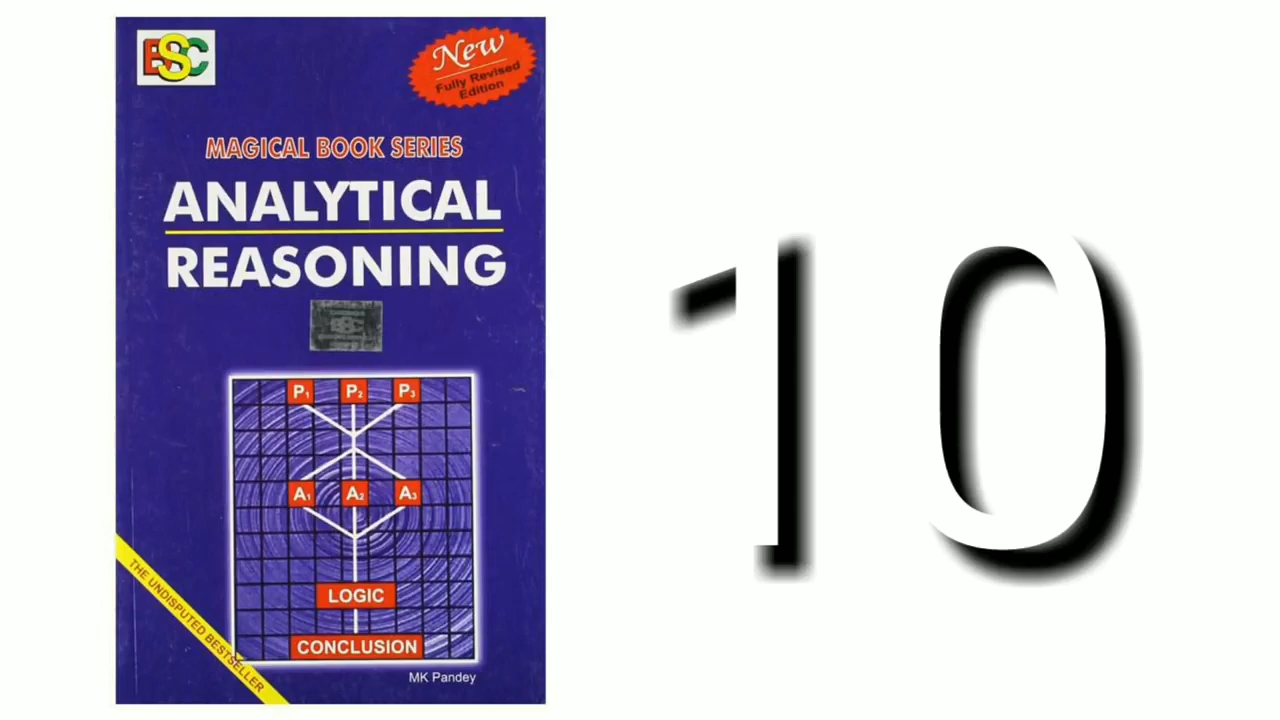 BSC
New
Fully Revised
Edition
MAGICAL BOOK SERIES
ANALYTICAL
REASONING
BSC
P1 P2 P3
A1 A2 A3
LOGIC
CONCLUSION
THE UNDISPUTED BESTSELLER
MK Pandey
10